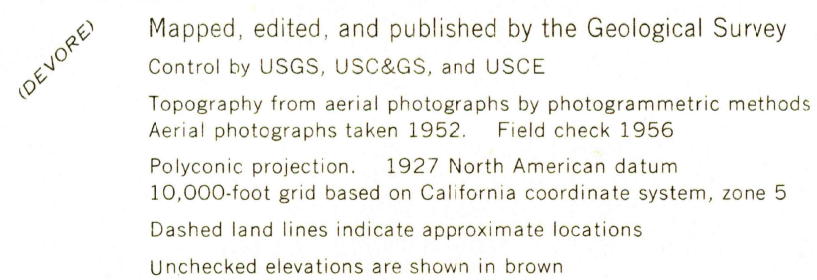 (DEVORE)
Mapped, edited, and published by the Geological Survey
Control by USGS, USC&GS, and USCE
Topography from aerial photographs by photogrammetric methods
Aerial photographs taken 1952. Field check 1956
Polyconic projection. 1927 North American datum
10,000-foot grid based on California coordinate system, zone 5
Dashed land lines indicate approximate locations
Unchecked elevations are shown in brown